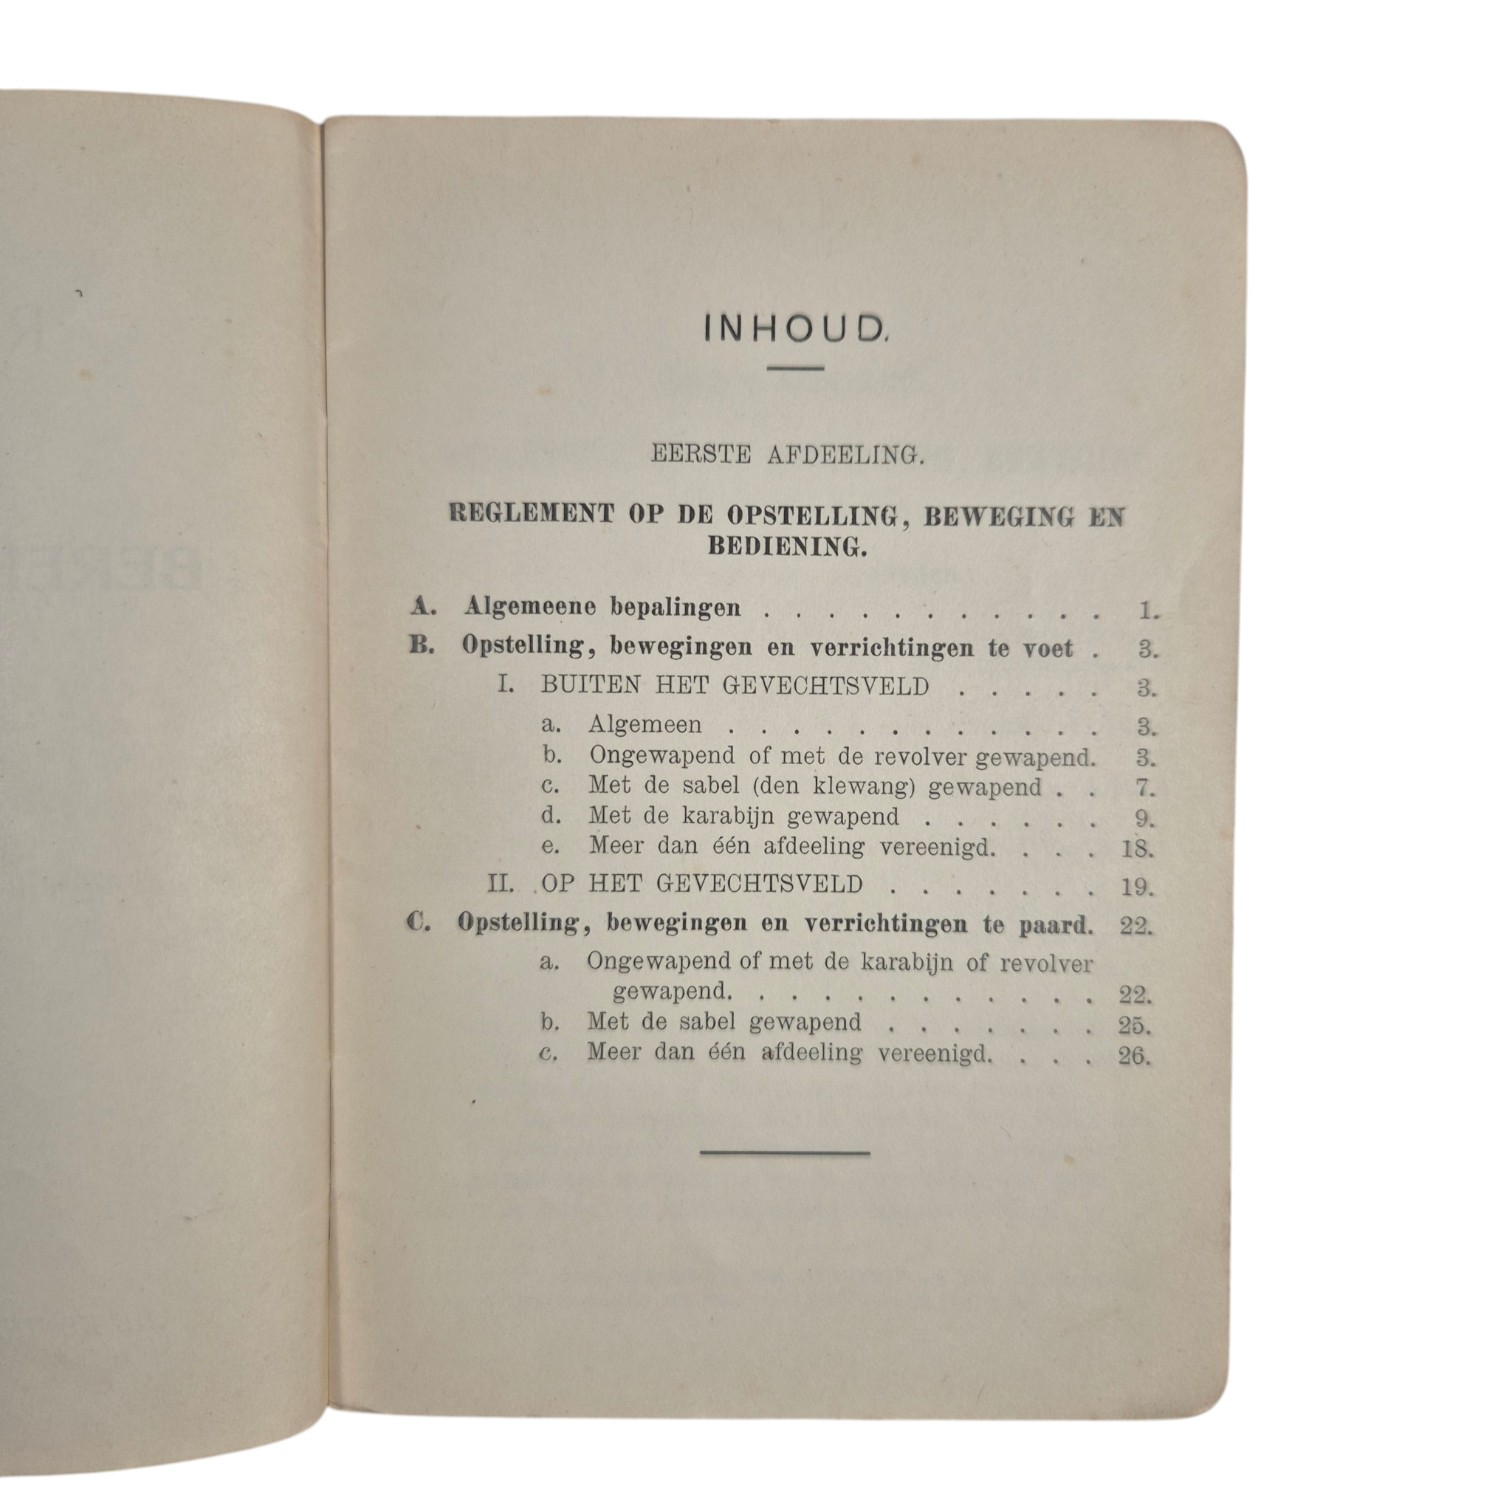 INHOUD.
EERSTE AFDEELING.
REGLEMENT OP DE OPSTELLING, BEWEGING EN
BEDIENING.
A. Algemeene bepalingen . . . . . . . . . . . 1.
B. Opstelling, bewegingen en verrichtingen te voet . 3.
I. BUITEN HET GEVECHTSVELD . . . . . 3.
a. Algemeen . . . . . . . . . . . . 3.
b. Ongewapend of met de revolver gewapend. 3.
c. Met de sabel (den klewang) gewapend . . 7.
d. Met de karabijn gewapend . . . . . . 9.
e. Meer dan één afdeeling vereenigd. . . . 18.
II. OP HET GEVECHTSVELD . . . . . . . 19.
C. Opstelling, bewegingen en verrichtingen te paard. 22.
a. Ongewapend of met de karabijn of revolver
gewapend. . . . . . . . . . . . 22.
b. Met de sabel gewapend . . . . . . . 25.
c. Meer dan één afdeeling vereenigd. . . . 26.